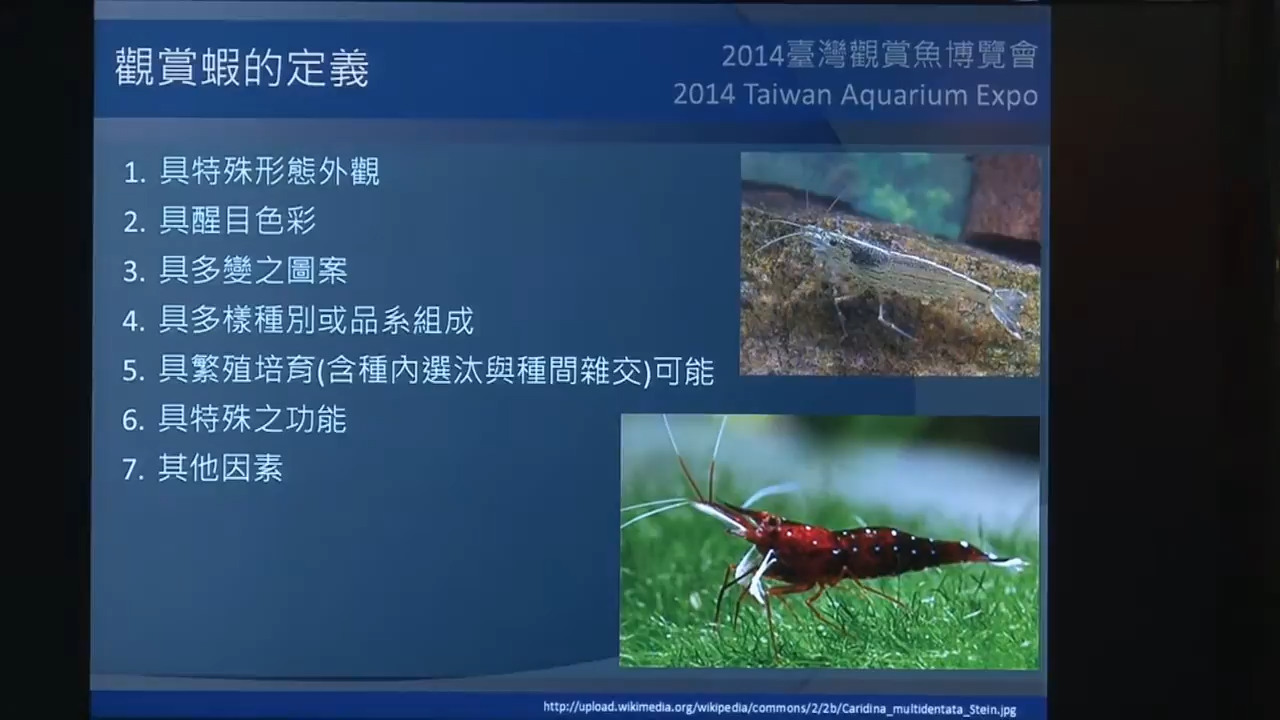 觀賞蝦的定義
2014臺灣觀賞魚博覽會
2014 Taiwan Aquarium Expo
1. 具特殊形態外觀
2. 具醒目色彩
3. 具多變之圖案
4. 具多樣種別或品系組成
5. 具繁殖培育(含種內選汰與種間雜交)可能
6. 具特殊之功能
7. 其他因素
http://upload.wikimedia.org/wikipedia/commons/2/2b/Caridina_multidentata_Stein.jpg